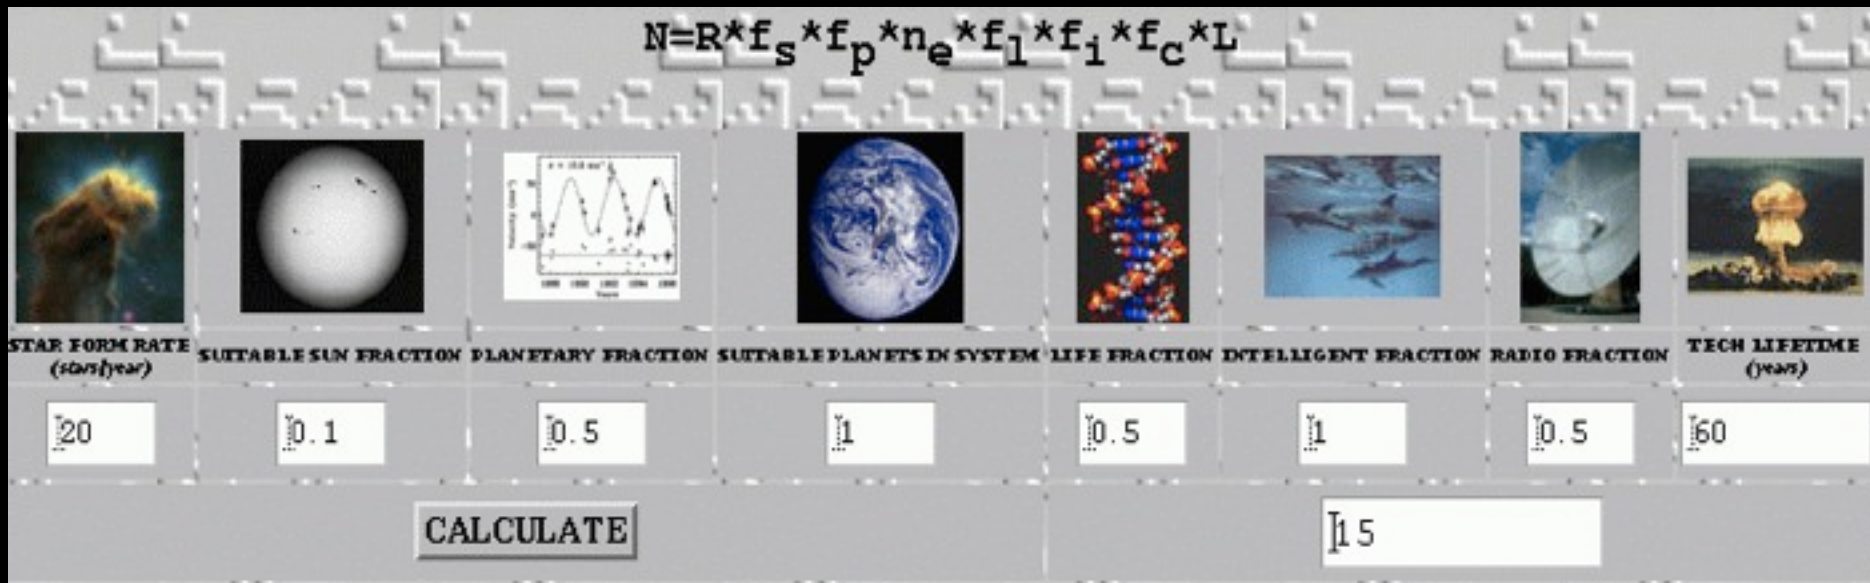 N=R*fs*fp*ne*fl*fi*fc*L
STAR FORM RATE
(stars/year)
SUITABLE SUN FRACTION
PLANETARY FRACTION
SUITABLE PLANETS IN SYSTEM
LIFE FRACTION
INTELLIGENT FRACTION
RADIO FRACTION
TECH LIFETIME
(years)
20
0.1
0.5
1
0.5
1
0.5
60
CALCULATE
15